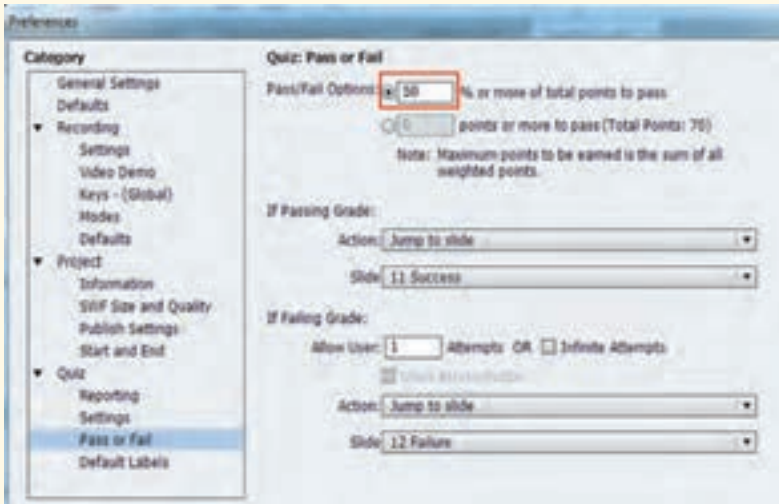 Preferences
Category
General Settings
Defaults
Recording
Settings
Video Demo
Keys - (Global)
Modes
Defaults
Project
Information
SWF Size and Quality
Publish Settings
Start and End
Quiz
Reporting
Settings
Pass or Fail
Default Labels
Quiz: Pass or Fail
Pass/Fail Options: 50 % or more of total points to pass
0 points or more to pass (Total Points: 70)
Note: Maximum points to be earned is the sum of all
weighted points.
If Passing Grade:
Action: Jump to slide
Slide 11 Success
If Failing Grade:
Allow User: 1 Attempts OR Infinite Attempts
Action: Jump to slide
Slide 12 Failure